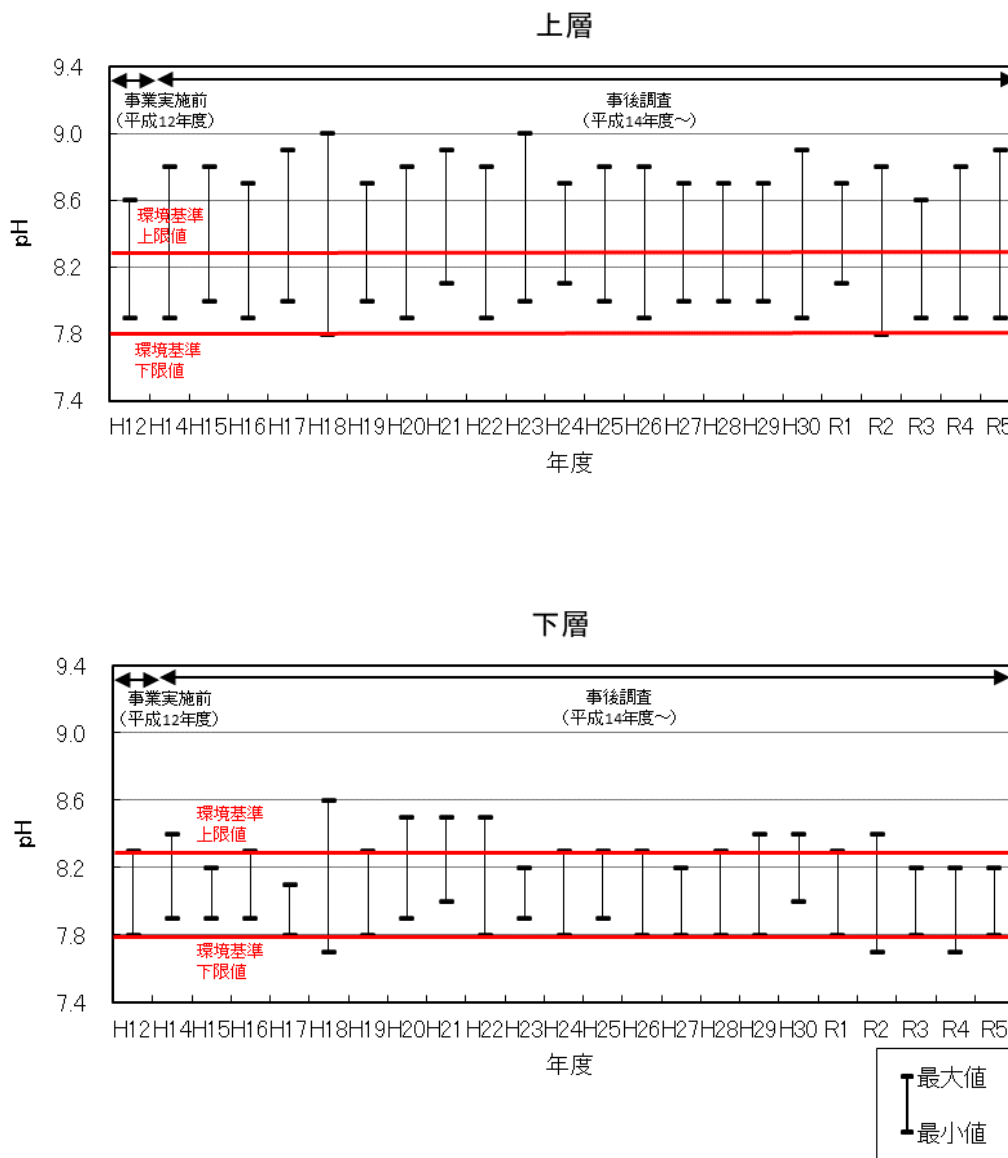 上層
9.4
9.0
8.6
8.2
7.8
7.4
pH
事業実施前
(平成12年度)
事後調査
(平成14年度～)
環境基準
上限値
環境基準
下限値
H12 H14 H15 H16 H17 H18 H19 H20 H21 H22 H23 H24 H25 H26 H27 H28 H29 H30 R1 R2 R3 R4 R5
年度
下層
9.4
9.0
8.6
8.2
7.8
7.4
pH
事業実施前
(平成12年度)
事後調査
(平成14年度～)
環境基準
上限値
環境基準
下限値
H12 H14 H15 H16 H17 H18 H19 H20 H21 H22 H23 H24 H25 H26 H27 H28 H29 H30 R1 R2 R3 R4 R5
年度
最大値
最小値